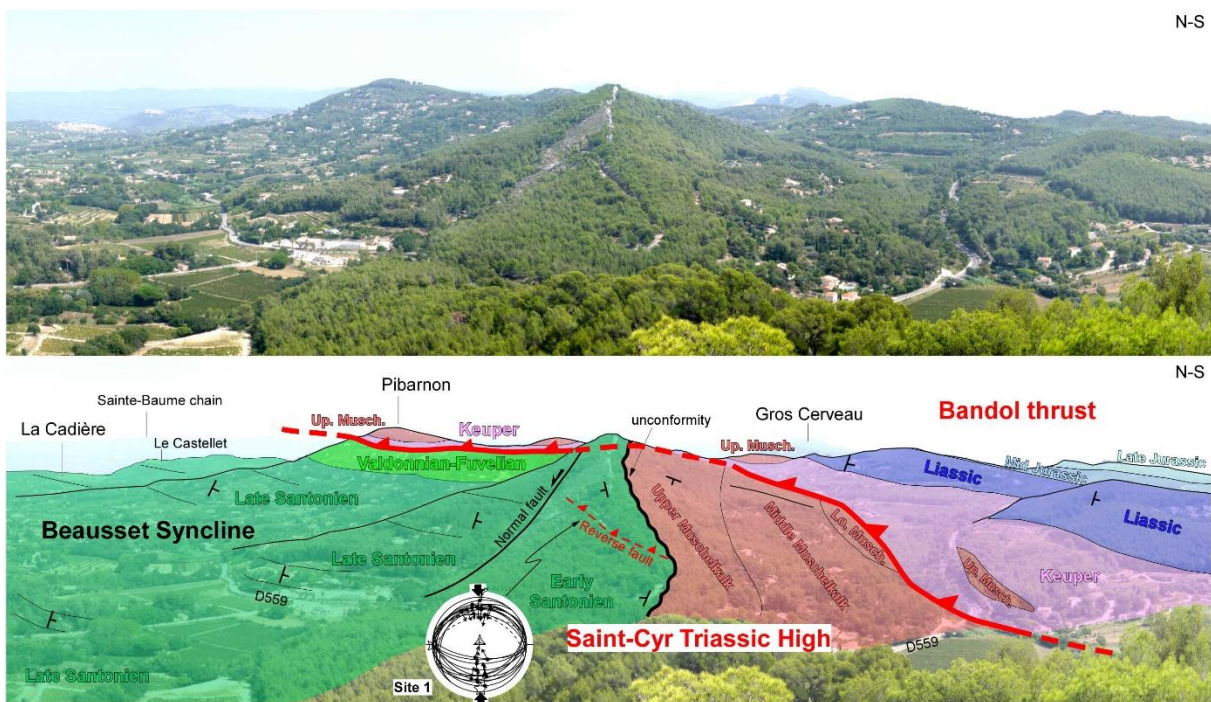 N-S
N-S
Pibarnon
Sainte-Baume chain
La Cadière
Le Castellet
Up. Musch.
Keuper
Valdonnian-Fuvelian
unconformity
Gros Cerveau
Bandol thrust
Up. Musch.
Liassic
Mid Jurassic
Late Jurassic
Late Santonien
Beausset Syncline
Normal fault
Reverse fault
Upper Muschelkalk
Middle Muschelkalk
Lo. Musch.
Liassic
Late Santonien
D559
Early
Santonien
Keuper
Up. Musch.
Saint-Cyr Triassic High
D559
Late Santonien
Site 1